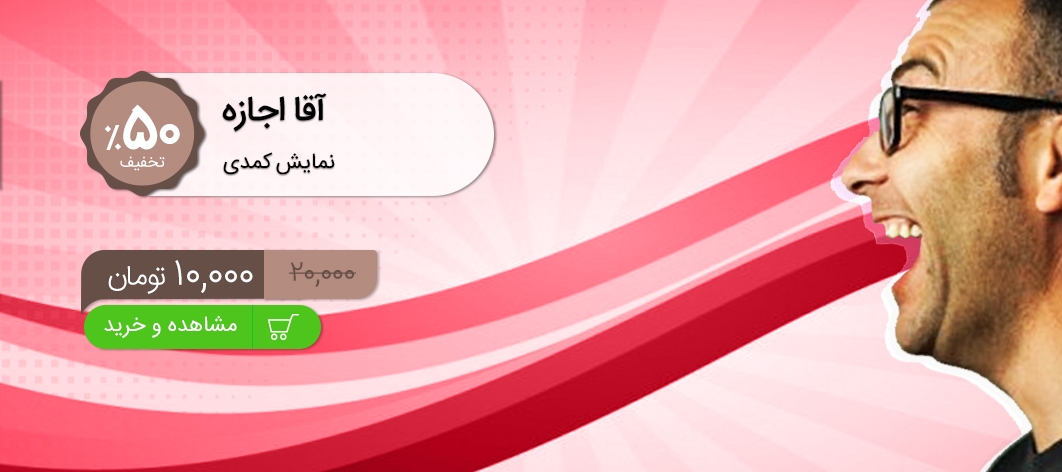 آقا اجازه
نمایش کمدی
۵۰٪
تخفیف
۲۰,۰۰۰
۱۰,۰۰۰ تومان
مشاهده و خرید